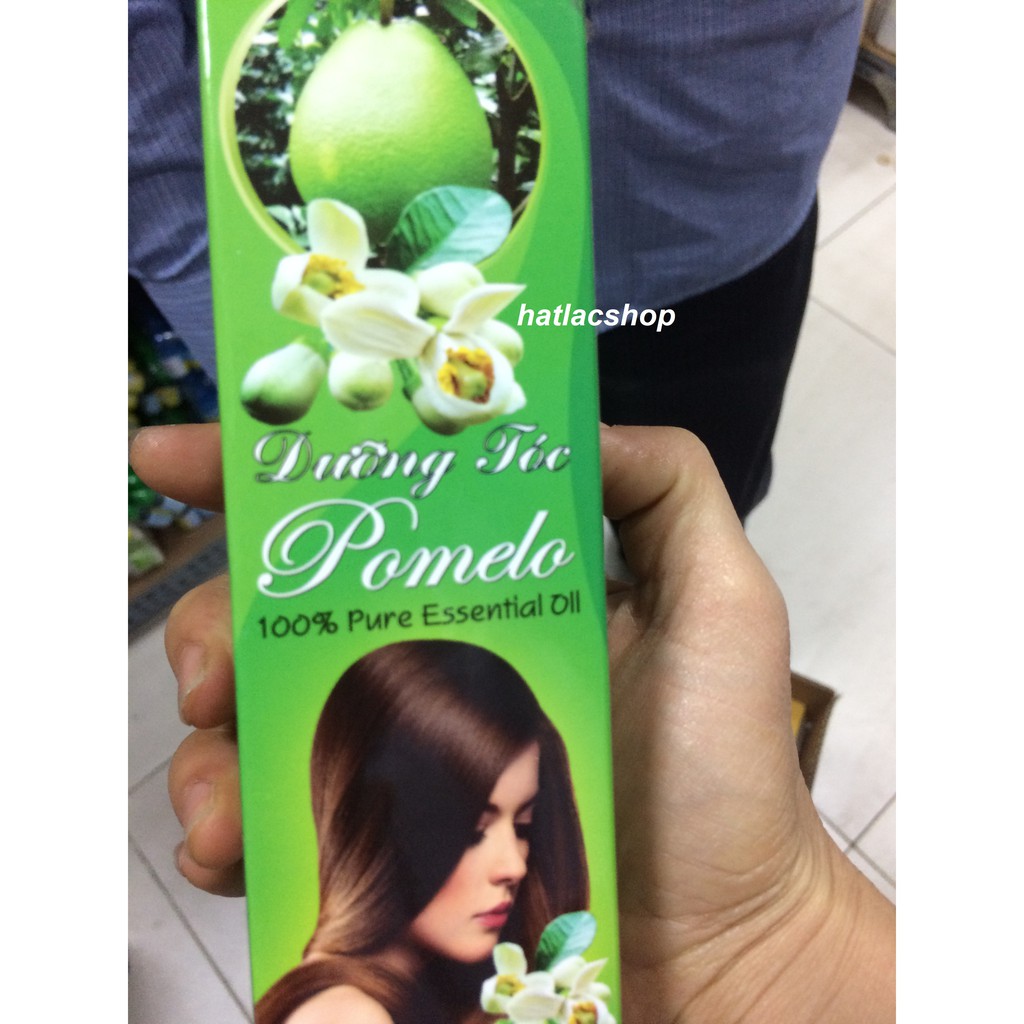 hatlacshop
Dưỡng Tóc
Pomelo
100% Pure Essential OIl